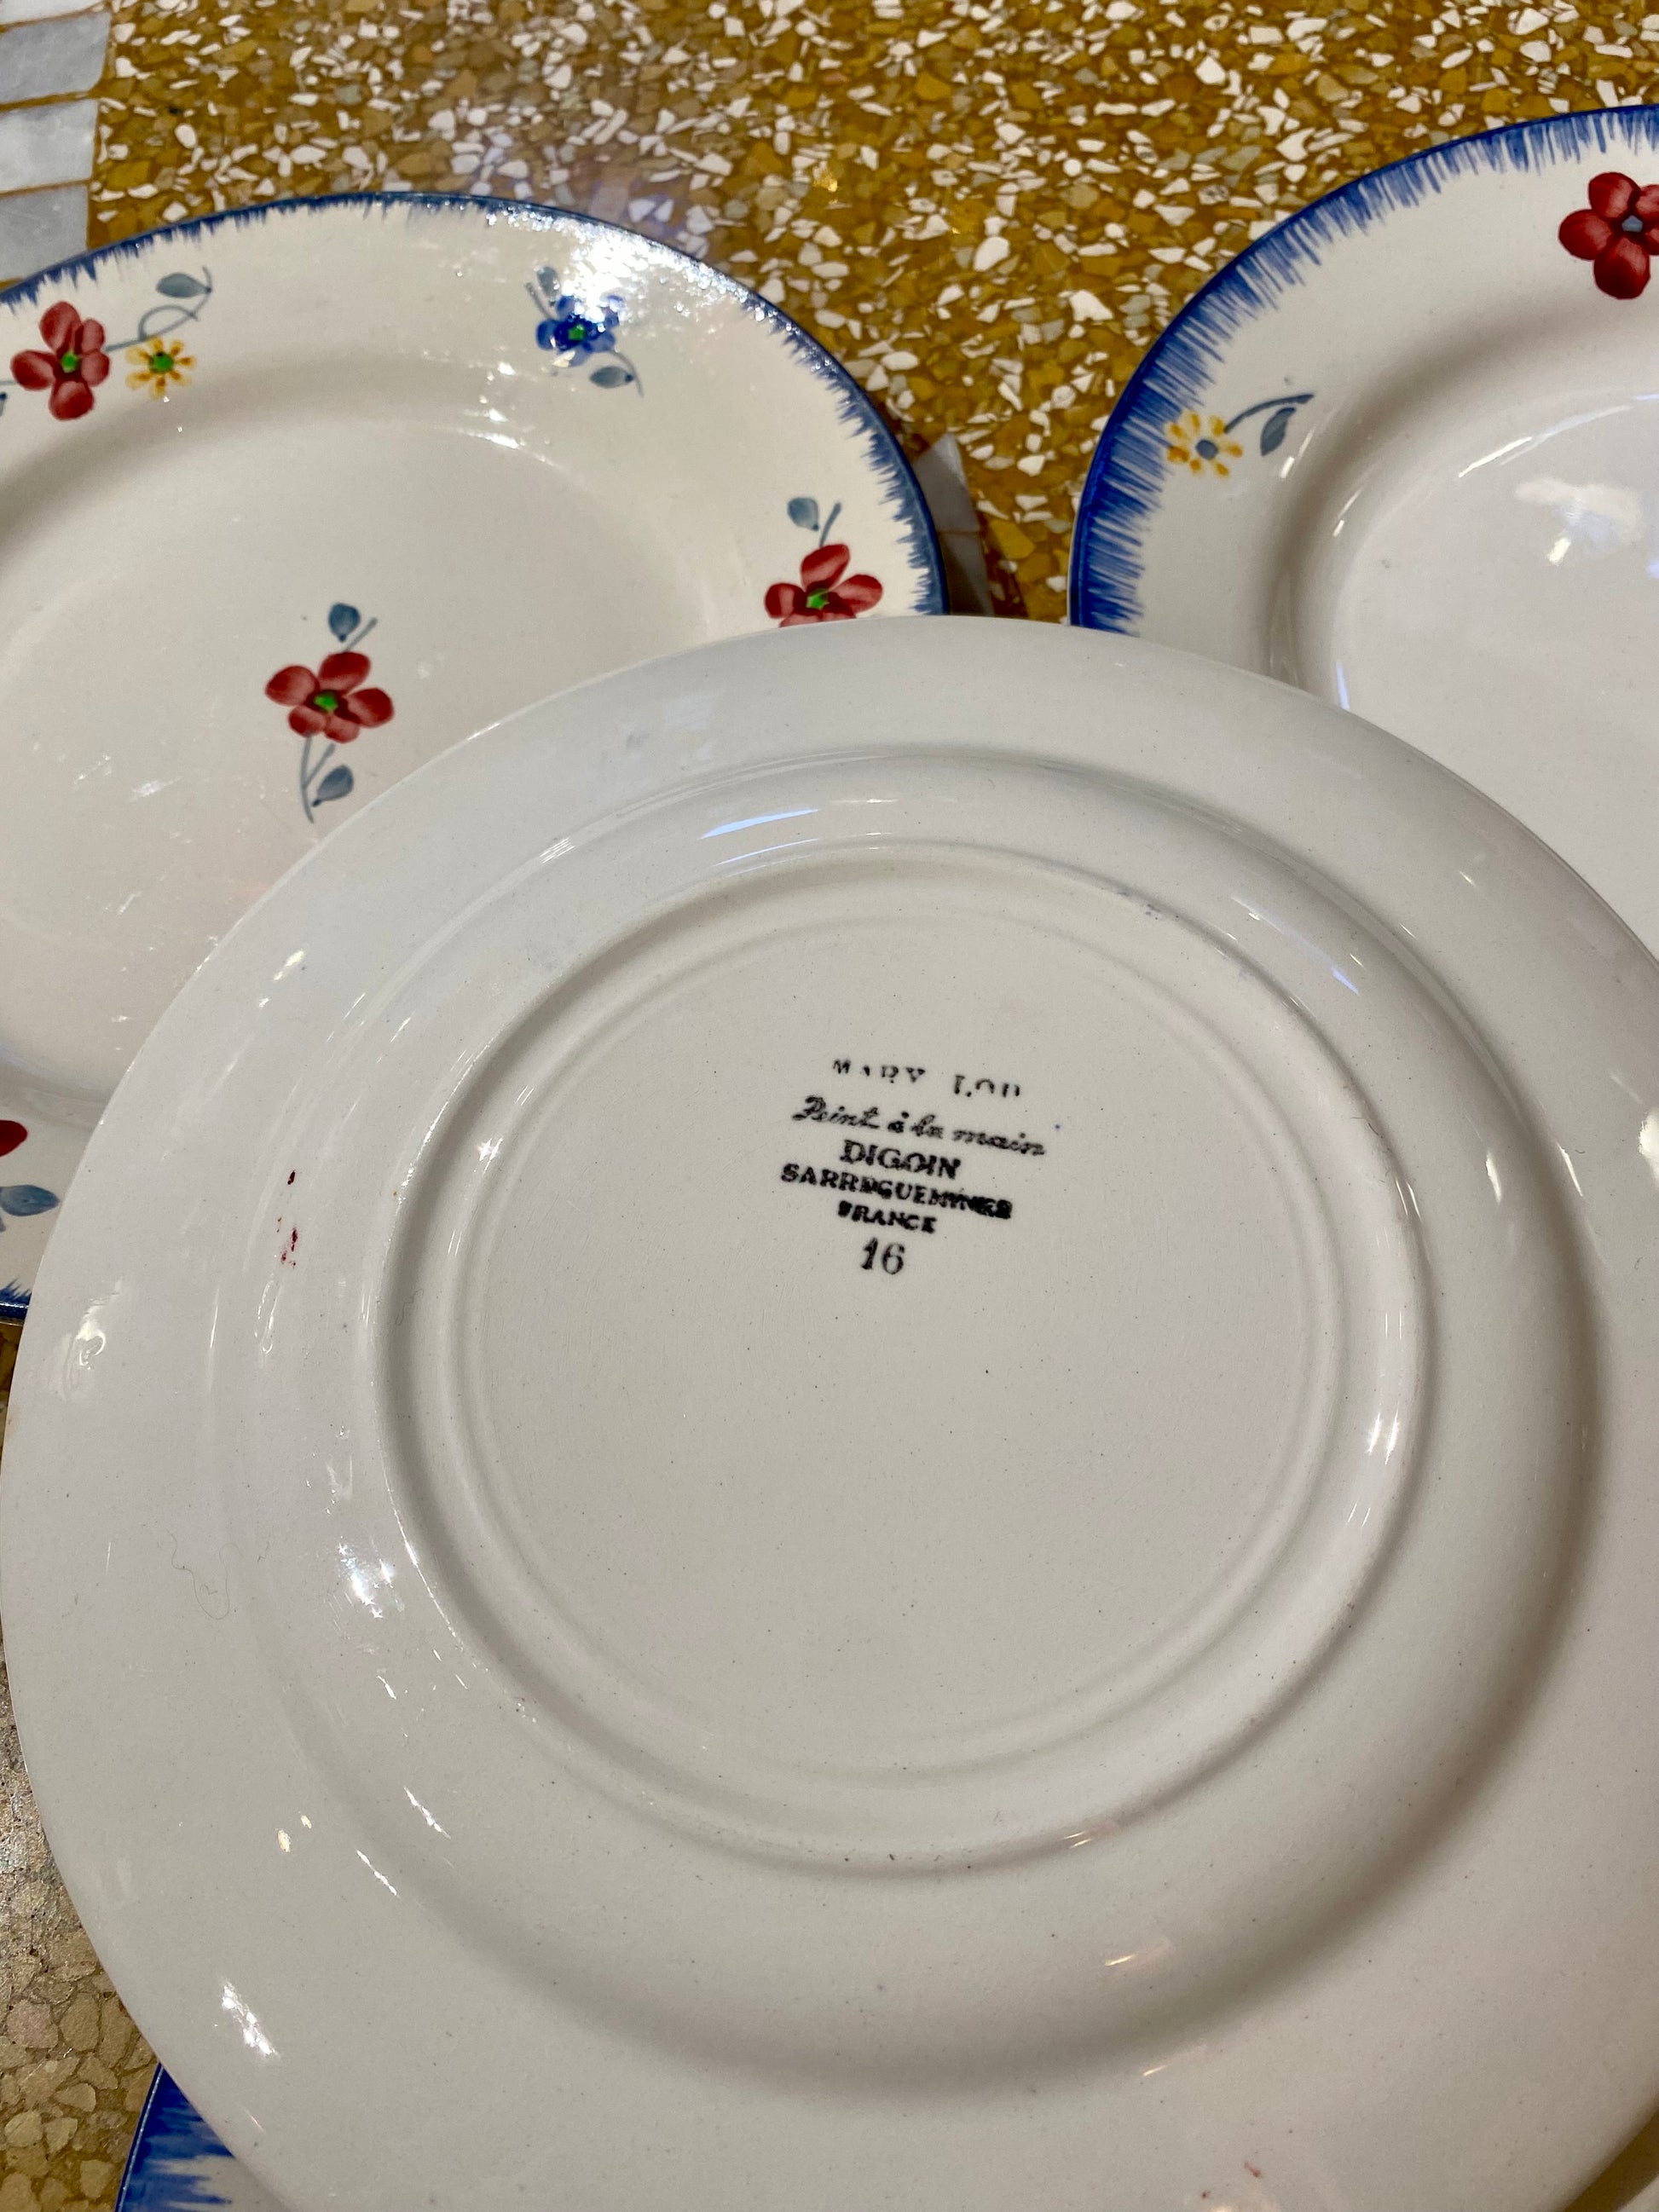 MARY LOU
Peint à la main
DIGOIN
SARREGUEMINES
FRANCE
16